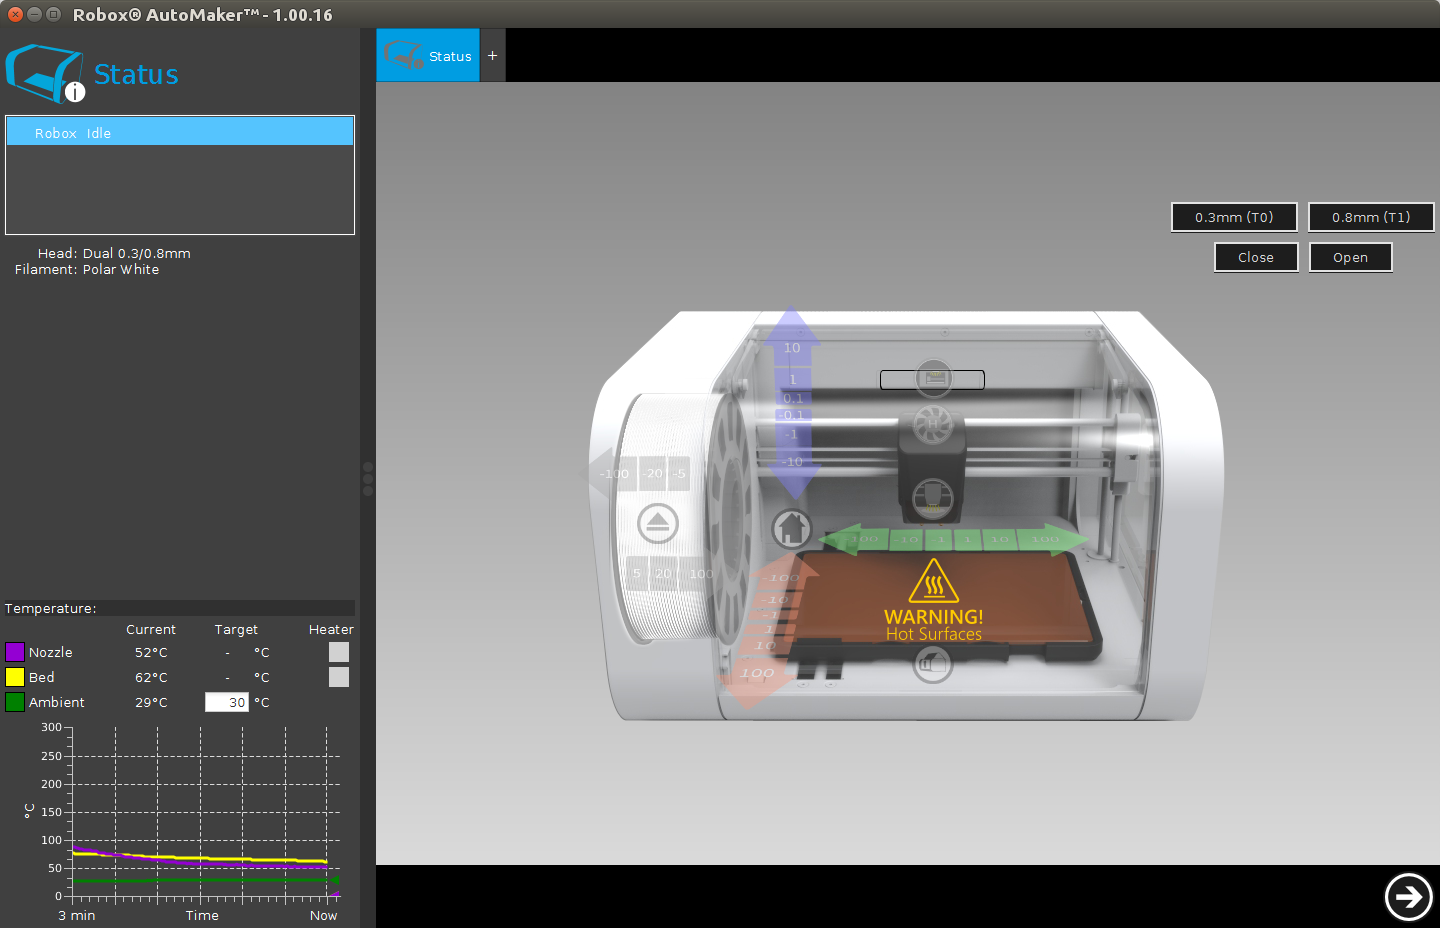 Robox® AutoMaker™ - 1.00.16
Status
Robox Idle
Head: Dual 0.3/0.8mm
Filament: Polar White
Temperature:
Current Target Heater
Nozzle 52°C - °C
Bed 62°C - °C
Ambient 29°C 30 °C
300
250
200
150
100
50
0
°C
3 min Time Now
Status +
0.3mm (T0) 0.8mm (T1)
Close Open
10
1
0.1
-0.1
-1
-10
-100 -20 -5
5 20 100
H
-100 -10 -1 1 10 100
-100
-10
-1
1
10
100
WARNING!
Hot Surfaces